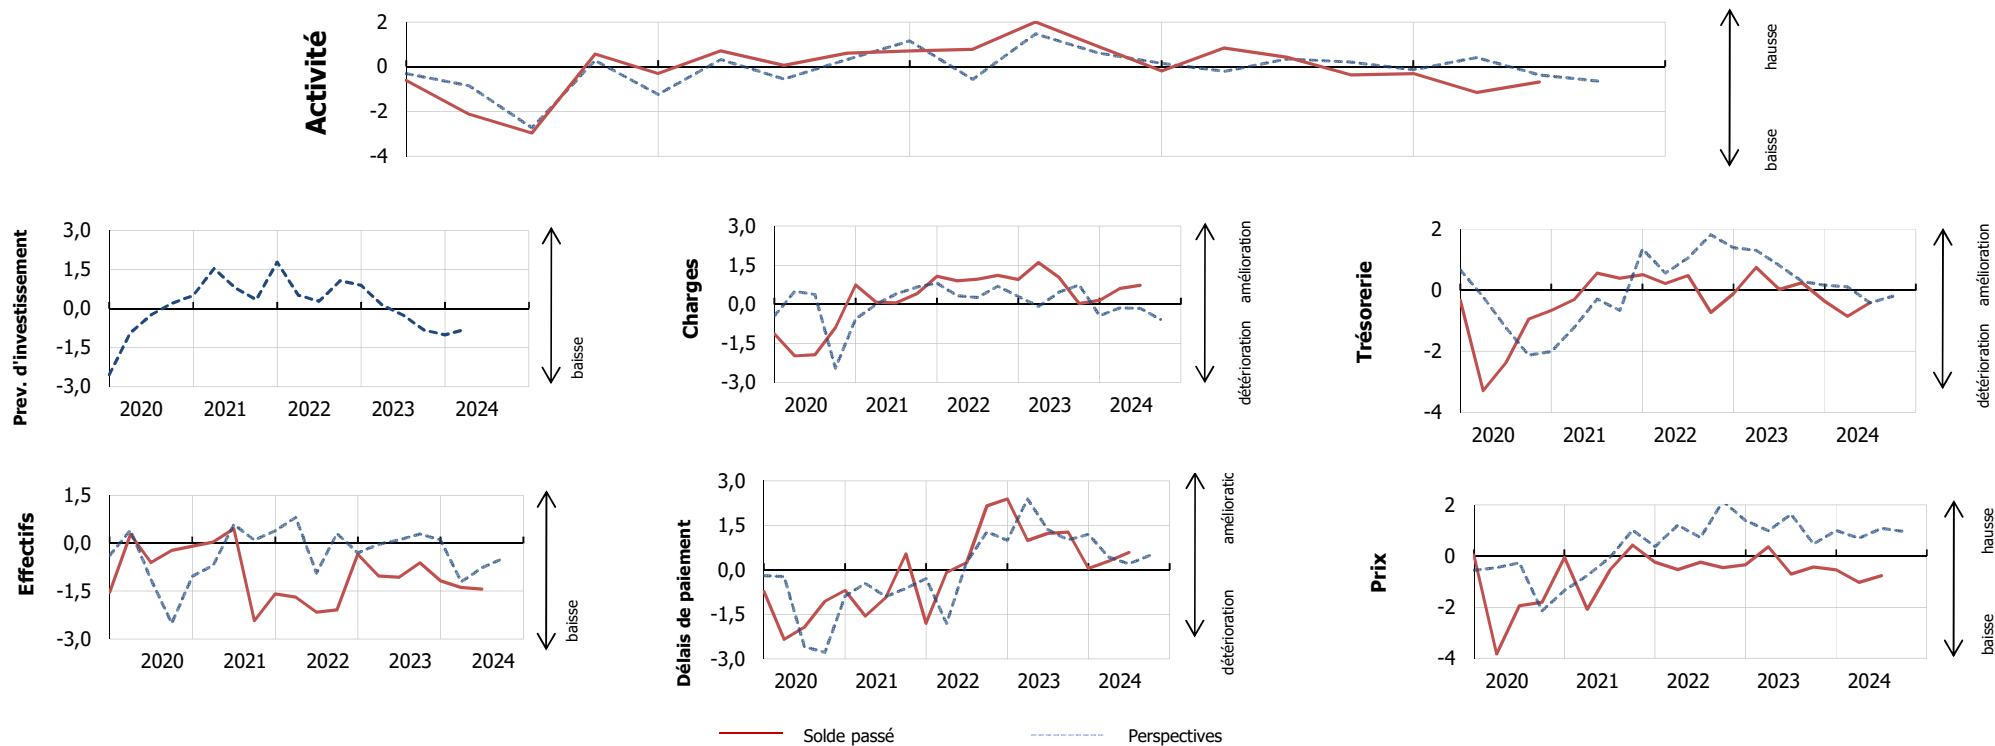 Activité
2
0
-2
-4
hausse
baisse
Prev. d'investissement
3,0
1,5
0,0
-1,5
-3,0
2020 2021 2022 2023 2024
baisse
Charges
3,0
1,5
0,0
-1,5
-3,0
2020 2021 2022 2023 2024
amélioration
détérioration
Trésorerie
2
0
-2
-4
2020 2021 2022 2023 2024
amélioration
détérioration
Effectifs
1,5
0,0
-1,5
-3,0
2020 2021 2022 2023 2024
baisse
Délais de paiement
3,0
1,5
0,0
-1,5
-3,0
2020 2021 2022 2023 2024
amélioratic
détérioration
Prix
2
0
-2
-4
2020 2021 2022 2023 2024
hausse
baisse
Solde passé Perspectives